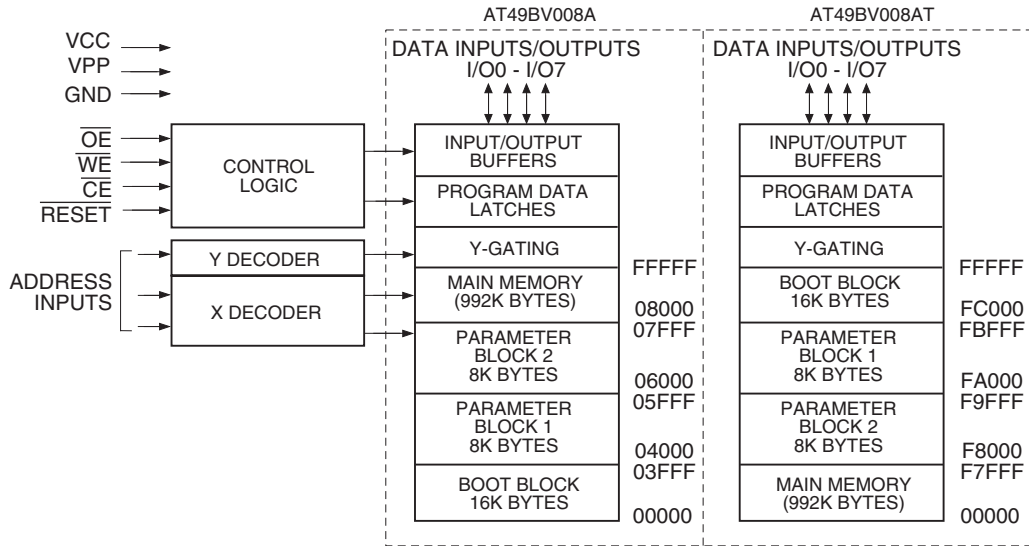 AT49BV008A
AT49BV008AT
VCC
VPP
GND
OE
WE
CE
RESET
CONTROL
LOGIC
ADDRESS
INPUTS
Y DECODER
X DECODER
DATA INPUTS/OUTPUTS
I/O0 - I/O7
INPUT/OUTPUT
BUFFERS
PROGRAM DATA
LATCHES
Y-GATING
MAIN MEMORY
(992K BYTES)
PARAMETER
BLOCK 2
8K BYTES
PARAMETER
BLOCK 1
8K BYTES
BOOT BLOCK
16K BYTES
FFFFF
08000
07FFF
06000
05FFF
04000
03FFF
00000
DATA INPUTS/OUTPUTS
I/O0 - I/O7
INPUT/OUTPUT
BUFFERS
PROGRAM DATA
LATCHES
Y-GATING
BOOT BLOCK
16K BYTES
PARAMETER
BLOCK 1
8K BYTES
PARAMETER
BLOCK 2
8K BYTES
MAIN MEMORY
(992K BYTES)
FFFFF
FC000
FBFFF
FA000
F9FFF
F8000
F7FFF
00000